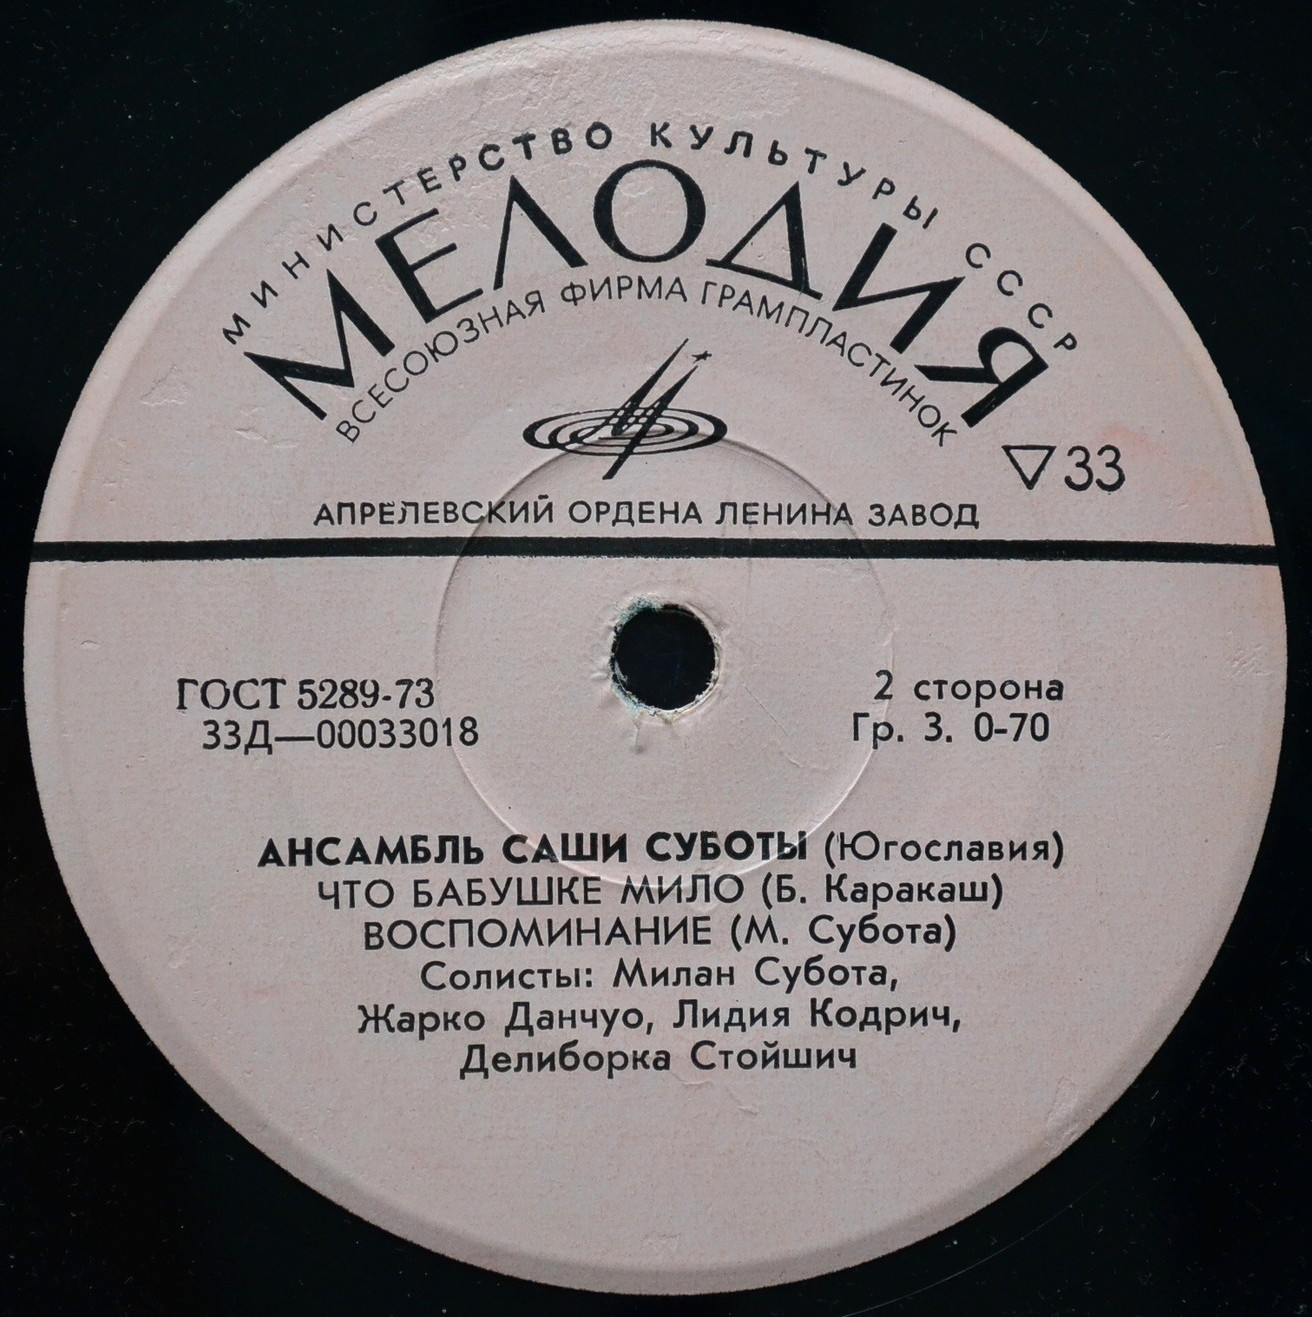 МИНИСТЕРСТВО КУЛЬТУРЫ СССР
МЕЛОДИЯ
ВСЕСОЮЗНАЯ ФИРМА ГРАМПЛАСТИНОК
33
АПРЕЛЕВСКИЙ ОРДЕНА ЛЕНИНА ЗАВОД
ГОСТ 5289-73
33Д—00033018
2 сторона
Гр. 3. 0-70
АНСАМБЛЬ САШИ СУБОТЫ (Югославия)
ЧТО БАБУШКЕ МИЛО (Б. Каракаш)
ВОСПОМИНАНИЕ (М. Субота)
Солисты: Милан Субота,
Жарко Данчуо, Лидия Кодрич,
Делиборка Стойшич